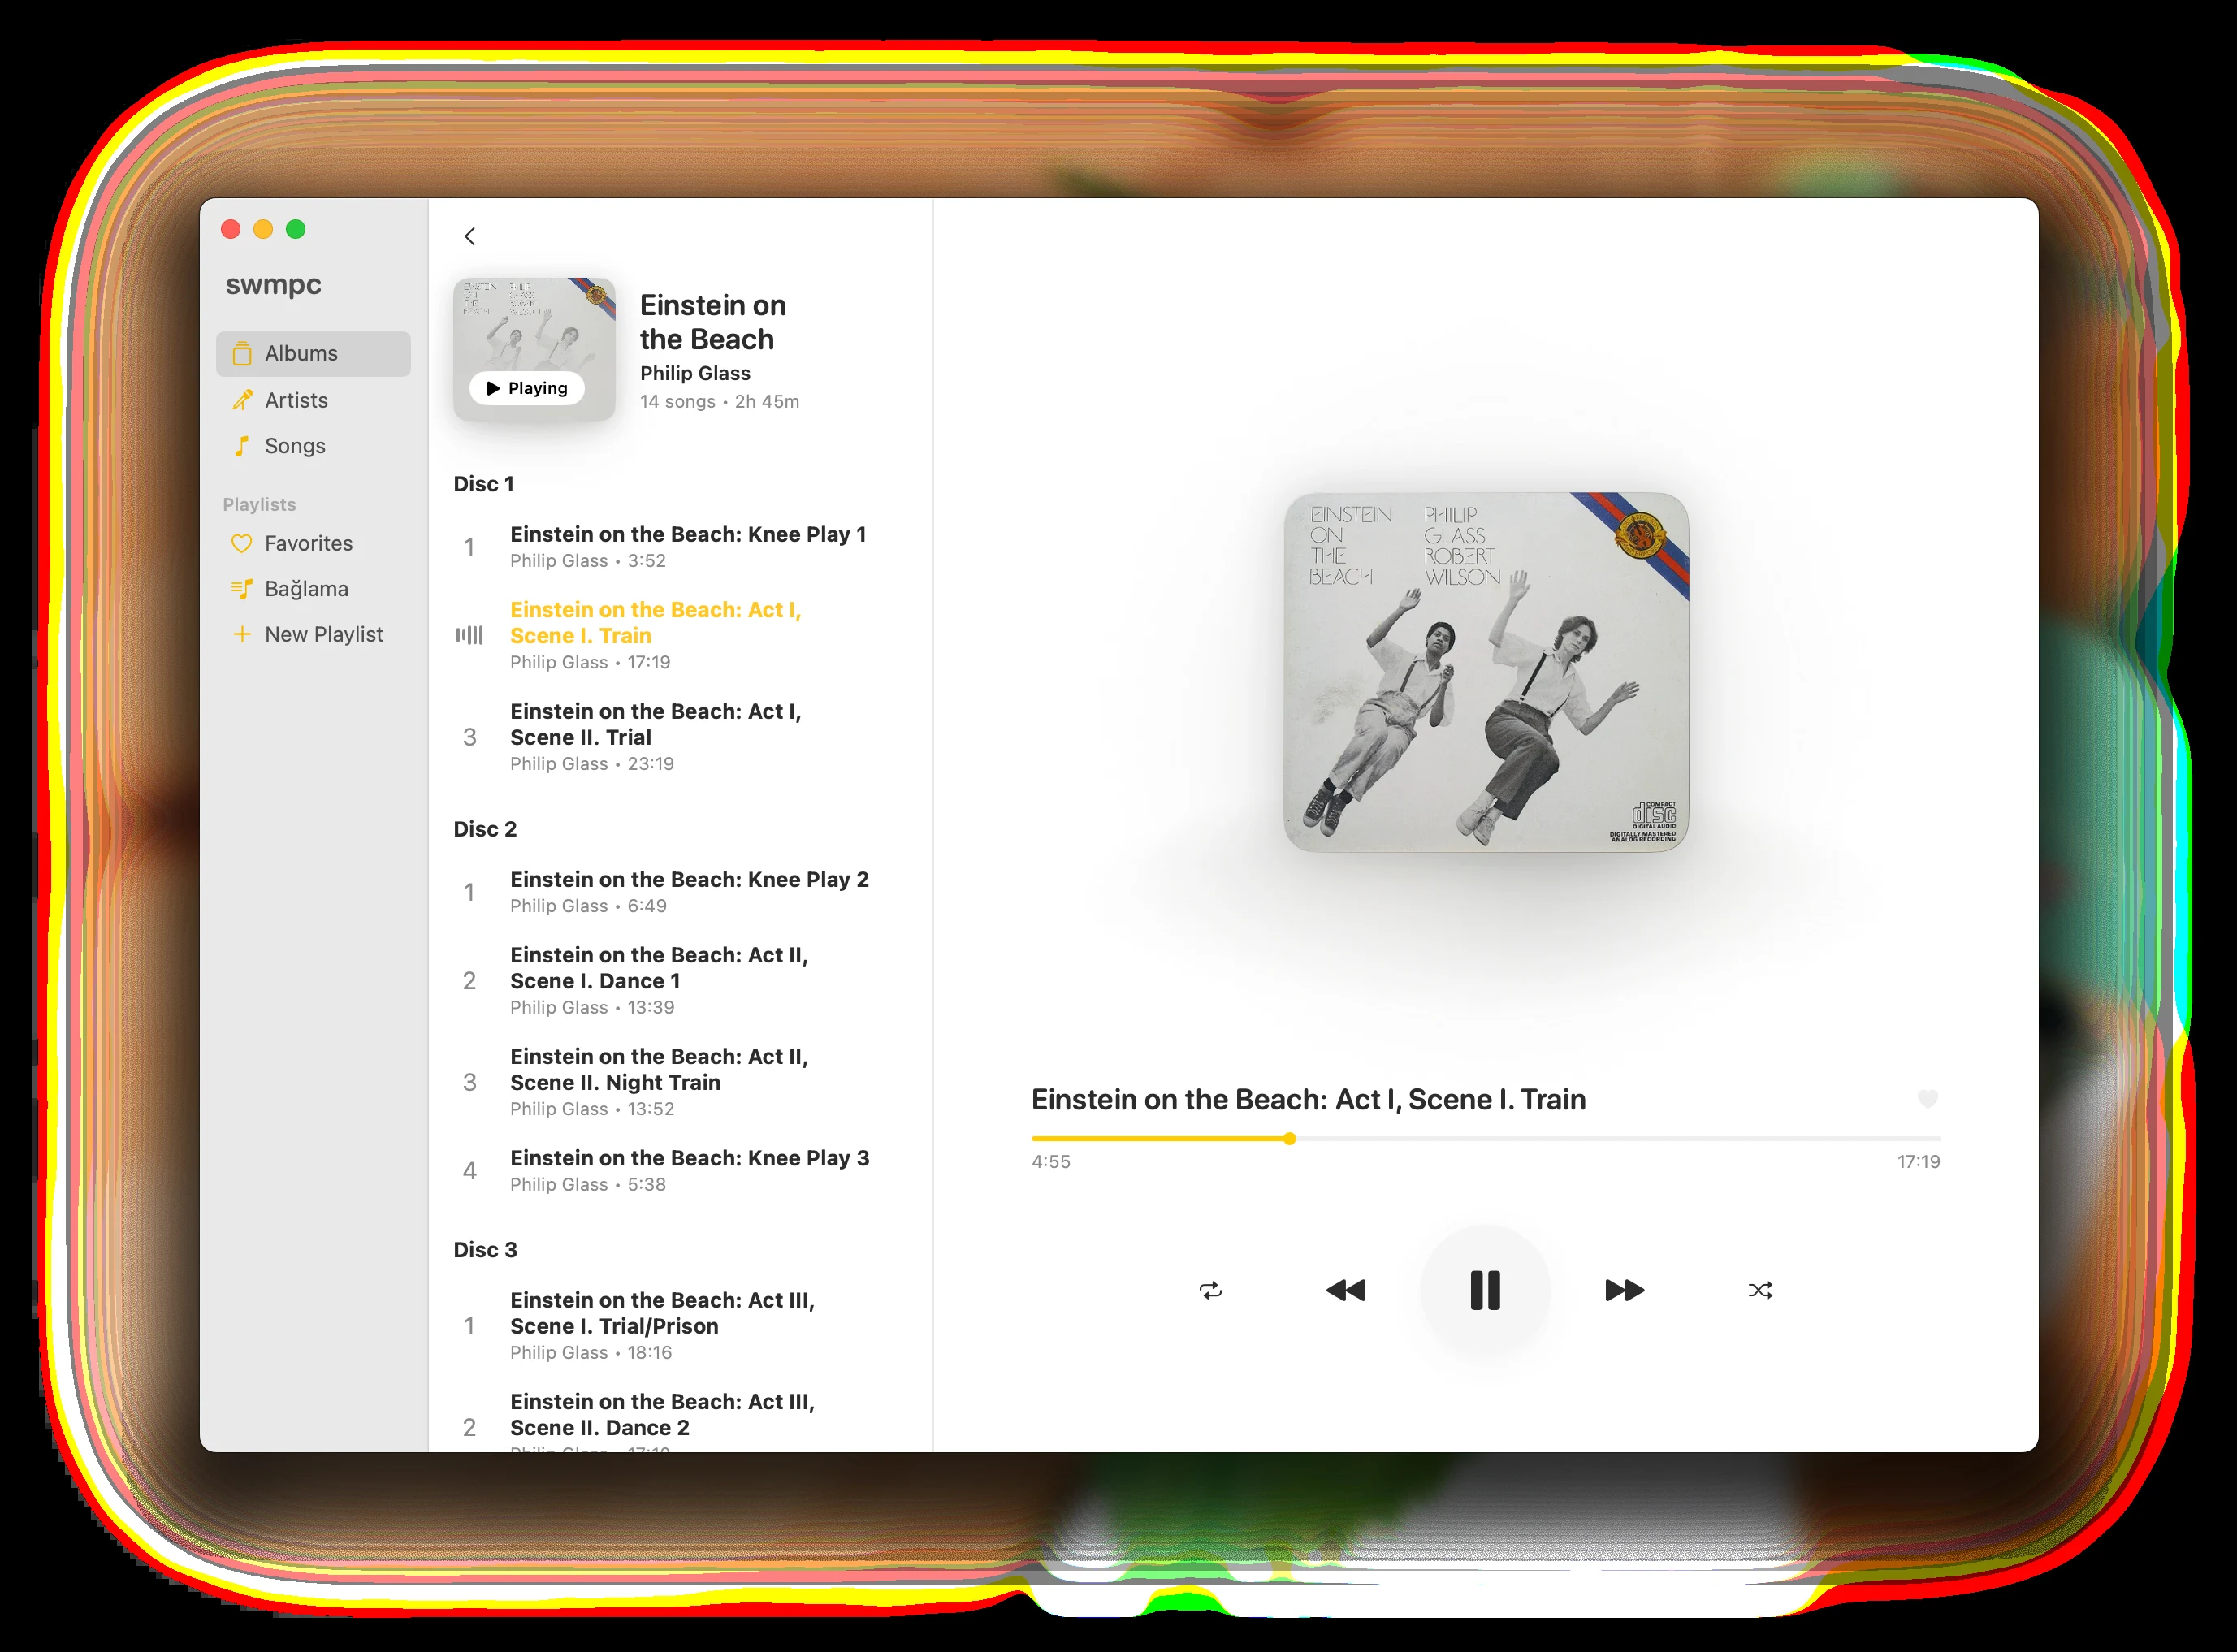 swmpc
Albums
Artists
Songs
Playlists
Favorites
Bağlama
New Playlist
EINSTEIN
ON
THE
BEACH
PHILIP
GLASS
ROBERT
WILSON
Playing
Einstein on
the Beach
Philip Glass
14 songs • 2h 45m
Disc 1
1
Einstein on the Beach: Knee Play 1
Philip Glass • 3:52
Einstein on the Beach: Act I,
Scene I. Train
Philip Glass • 17:19
3
Einstein on the Beach: Act I,
Scene II. Trial
Philip Glass • 23:19
Disc 2
1
Einstein on the Beach: Knee Play 2
Philip Glass • 6:49
2
Einstein on the Beach: Act II,
Scene I. Dance 1
Philip Glass • 13:39
3
Einstein on the Beach: Act II,
Scene II. Night Train
Philip Glass • 13:52
4
Einstein on the Beach: Knee Play 3
Philip Glass • 5:38
Disc 3
1
Einstein on the Beach: Act III,
Scene I. Trial/Prison
Philip Glass • 18:16
2
Einstein on the Beach: Act III,
Scene II. Dance 2
EINSTEIN
ON
THE
BEACH
PHILIP
GLASS
ROBERT
WILSON
COMPACT
disc
DIGITAL AUDIO
DIGITALLY MASTERED
ANALOG RECORDING
Einstein on the Beach: Act I, Scene I. Train
4:55
17:19